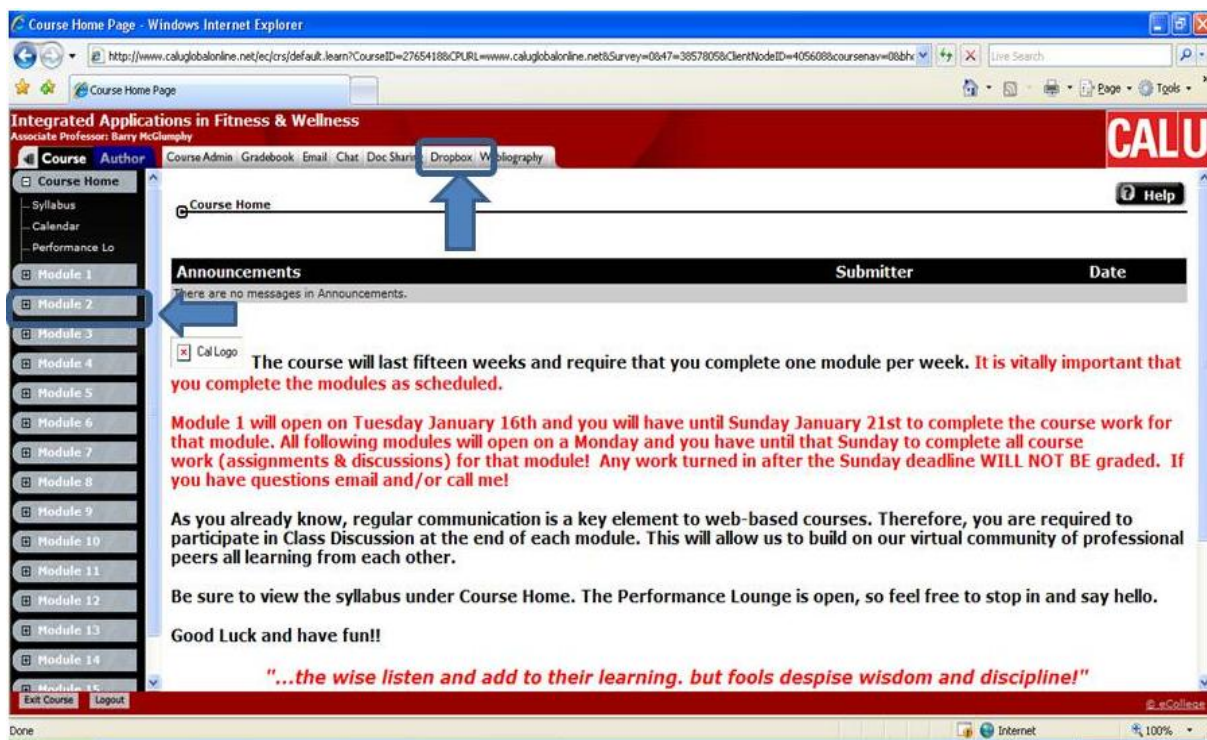 Course Home Page - Windows Internet Explorer
Live Search
Course Home Page
Page
Tools
Integrated Applications in Fitness & Wellness
Associate Professor: Barry McGlumphy
CALU
Course Author
Course Admin Gradebook Email Chat Doc Sharing Dropbox Webliography
Course Home
Syllabus
Calendar
Performance Lo
Module 1
Module 2
Module 3
Module 4
Module 5
Module 6
Module 7
Module 8
Module 9
Module 10
Module 11
Module 12
Module 13
Module 14
Module 15
Exit Course Logout
Help
Course Home
Announcements Submitter Date
There are no messages in Announcements.
Cal Logo The course will last fifteen weeks and require that you complete one module per week. It is vitally important that
you complete the modules as scheduled.
Module 1 will open on Tuesday January 16th and you will have until Sunday January 21st to complete the course work for
that module. All following modules will open on a Monday and you have until that Sunday to complete all course
work (assignments & discussions) for that module! Any work turned in after the Sunday deadline WILL NOT BE graded. If
you have questions email and/or call me!
As you already know, regular communication is a key element to web-based courses. Therefore, you are required to
participate in Class Discussion at the end of each module. This will allow us to build on our virtual community of professional
peers all learning from each other.
Be sure to view the syllabus under Course Home. The Performance Lounge is open, so feel free to stop in and say hello.
Good Luck and have fun!!
"...the wise listen and add to their learning. but fools despise wisdom and discipline!"
© eCollege
Done
Internet
100%